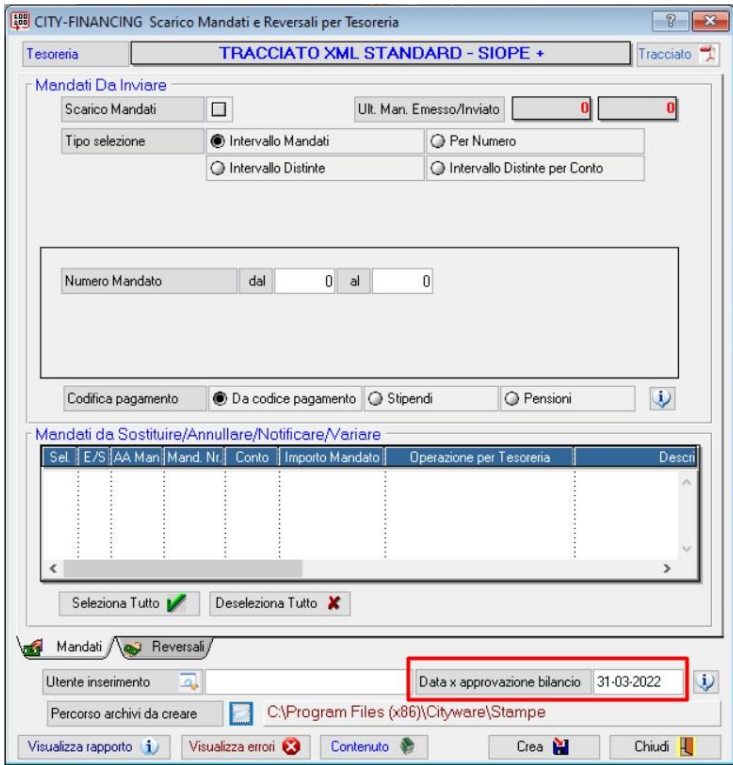 CITY-FINANCING Scarico Mandati e Reversali per Tesoreria
Tesoreria TRACCIATO XML STANDARD - SIOPE + Tracciato
Mandati Da Inviare
Scarico Mandati Ult. Man. Emesso/Inviato 0 0
Tipo selezione Intervallo Mandati Per Numero
Intervallo Distinte Intervallo Distinte per Conto
Numero Mandato dal 0 al 0
Codifica pagamento Da codice pagamento Stipendi Pensioni
Mandati da Sostituire/Annullare/Notificare/Variare
Sel. E/S AA Man Mand. Nr. Conto Importo Mandato Operazione per Tesoreria Descri
Seleziona Tutto Deseleziona Tutto
Mandati Reversali
Utente inserimento Data x approvazione bilancio 31-03-2022
Percorso archivi da creare C:\Program Files (x86)\Cityware\Stampe
Visualizza rapporto Visualizza errori Contenuto Crea Chiudi